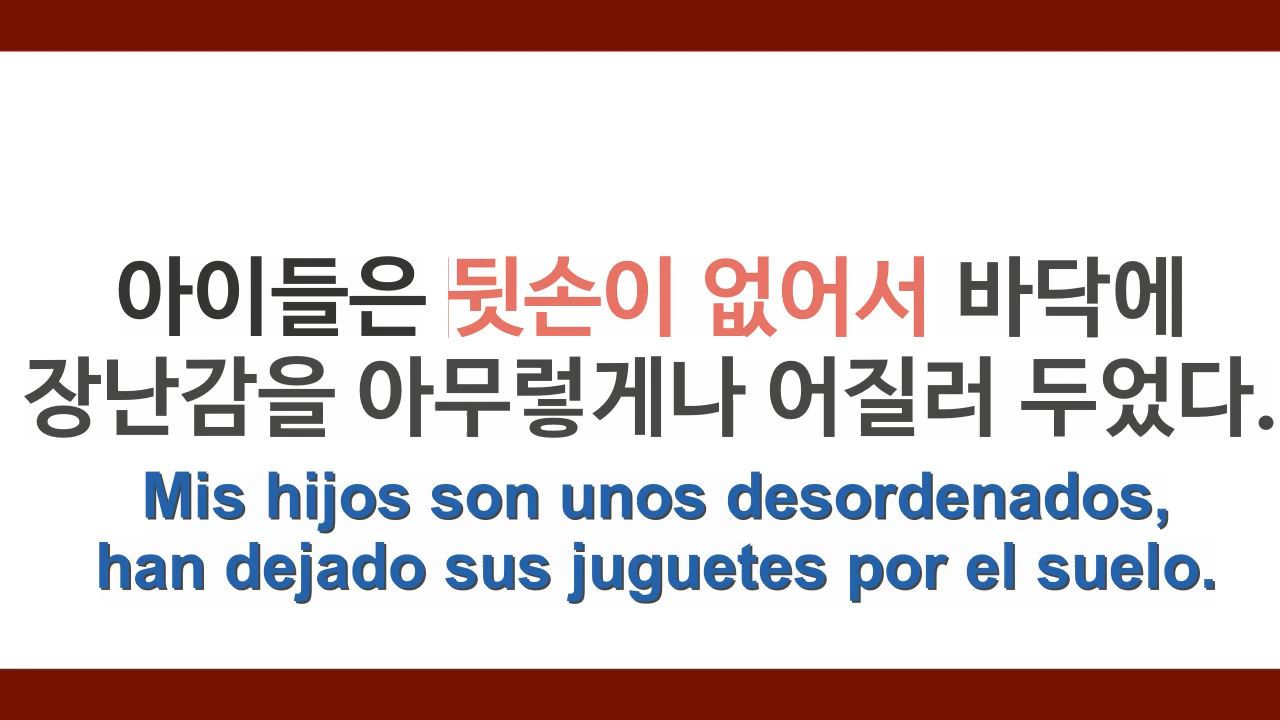 아이들은 뒷손이 없어서 바닥에
장난감을 아무렇게나 어질러 두었다.
Mis hijos son unos desordenados,
han dejado sus juguetes por el suelo.